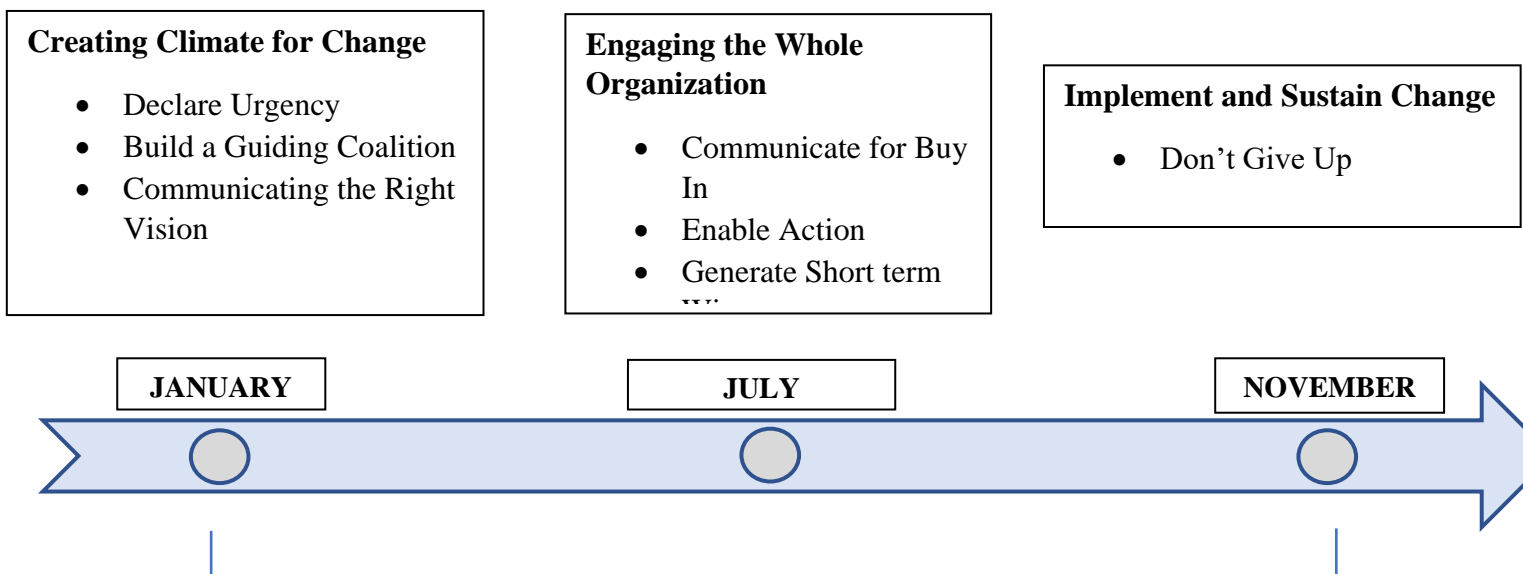 Creating Climate for Change
• Declare Urgency
• Build a Guiding Coalition
• Communicating the Right
Vision
Engaging the Whole
Organization
• Communicate for Buy
In
• Enable Action
• Generate Short term
Implement and Sustain Change
• Don’t Give Up
JANUARY
JULY
NOVEMBER